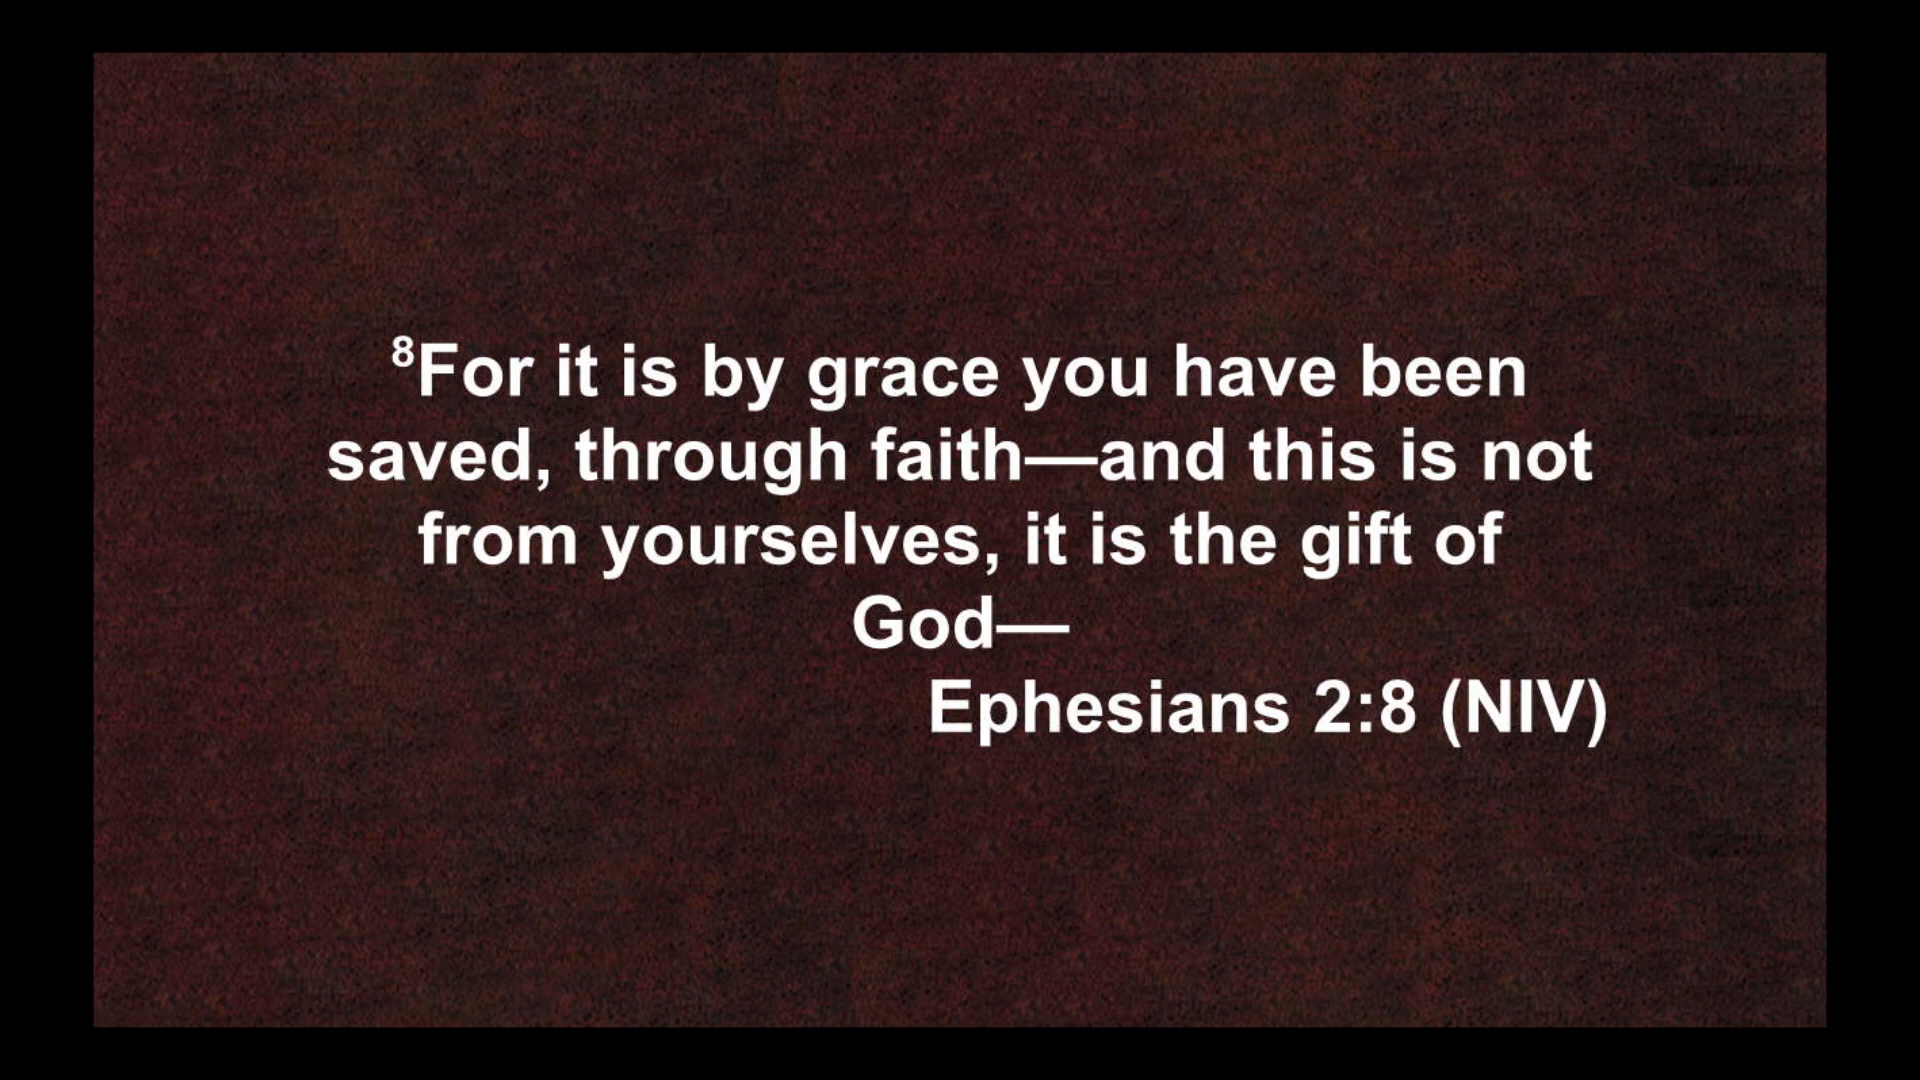 ⁸For it is by grace you have been
saved, through faith—and this is not
from yourselves, it is the gift of
God—
Ephesians 2:8 (NIV)